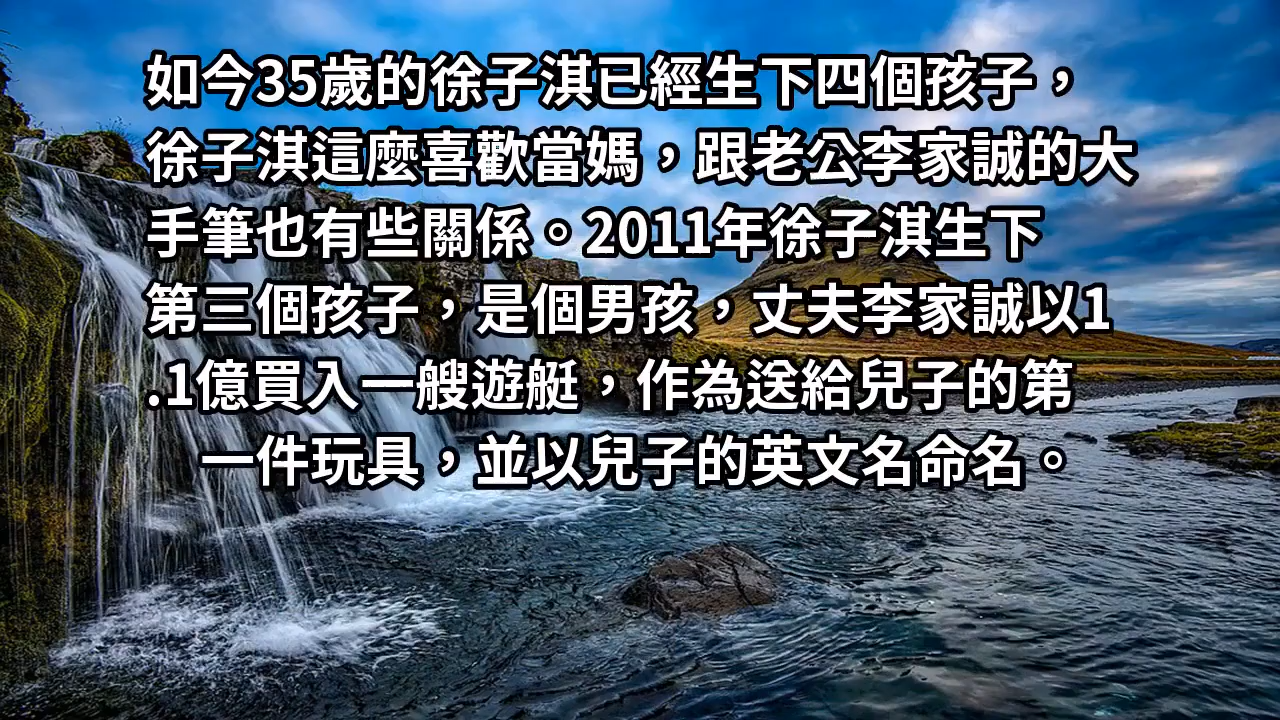 如今35歲的徐子淇已經生下四個孩子，
徐子淇這麼喜歡當媽，跟老公李家誠的大
手筆也有些關係。2011年徐子淇生下
第三個孩子，是個男孩，丈夫李家誠以1
.1億買入一艘遊艇，作為送給兒子的第
一件玩具，並以兒子的英文名命名。